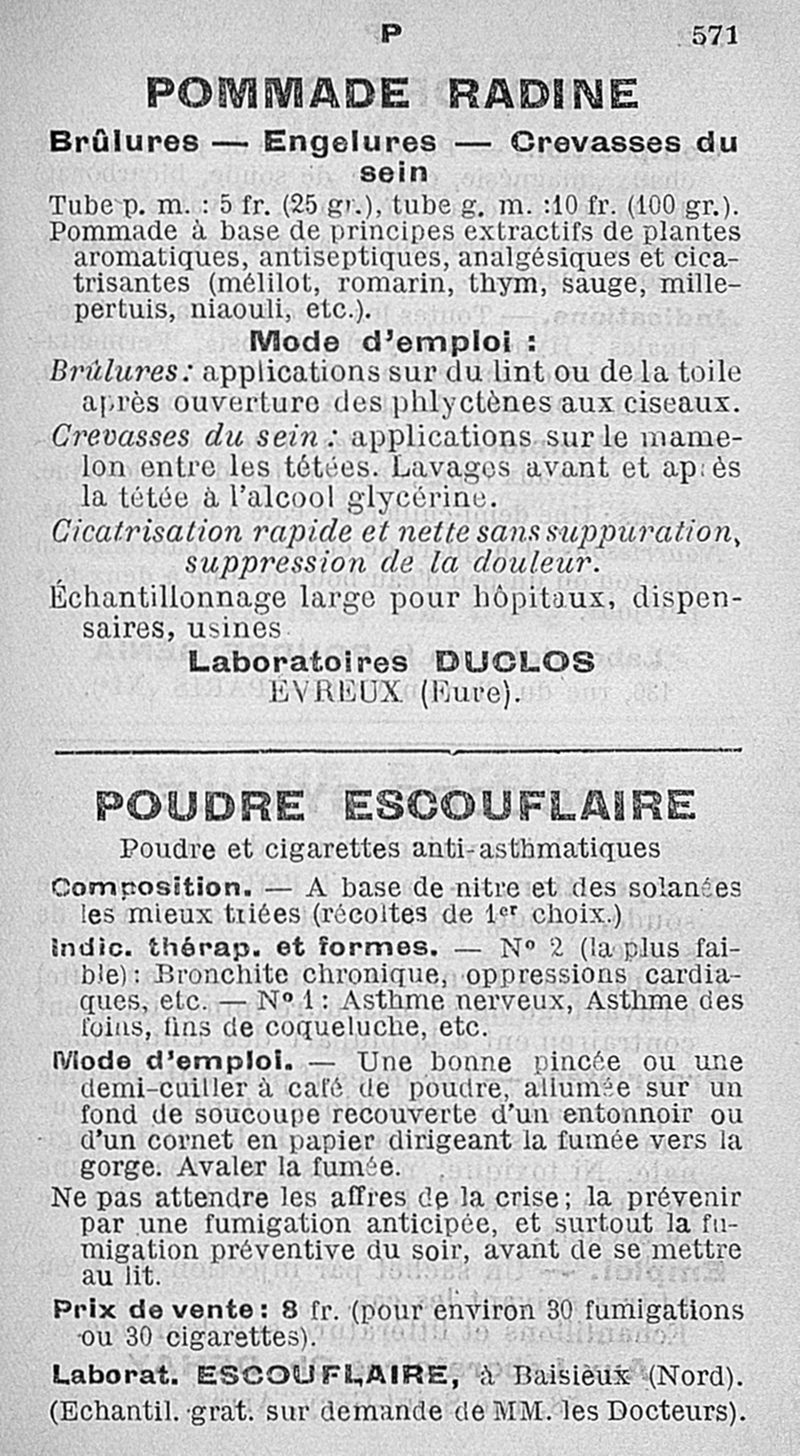 P 571
POMMADE RADINE
Brûlures — Engelures — Crevasses du
sein
Tube p. m. : 5 fr. (25 gr.), tube g. m. :10 fr. (100 gr.).
Pommade à base de principes extractifs de plantes
aromatiques, antiseptiques, analgésiques et cica-
trisantes (mélilot, romarin, thym, sauge, mille-
pertuis, niaouli, etc.).
Mode d'emploi :
Brûlures : applications sur du lint ou de la toile
après ouverture des phlyctènes aux ciseaux.
Crevasses du sein : applications sur le mame-
lon entre les tétées. Lavages avant et après
la tétée à l'alcool glycérine.
Cicatrisation rapide et nette sans suppuration,
suppression de la douleur.
Échantillonnage large pour hôpitaux, dispen-
saires, usines
Laboratoires DUCLOS
EVREUX (Eure).
POUDRE ESCOUFLAIRE
Poudre et cigarettes anti-asthmatiques
Composition. — A base de nitre et des solanées
les mieux triées (récoltes de 1er choix.)
Indic. thérap. et formes. — N° 2 (la plus fai-
ble) : Bronchite chronique, oppressions cardia-
ques, etc. — N° 1 : Asthme nerveux, Asthme des
foins, fins de coqueluche, etc.
Mode d'emploi. — Une bonne pincée ou une
demi-cuiller à café de poudre, allumée sur un
fond de soucoupe recouverte d'un entonnoir ou
d'un cornet en papier dirigeant la fumée vers la
gorge. Avaler la fumée.
Ne pas attendre les affres de la crise ; la prévenir
par une fumigation anticipée, et surtout la fu-
migation préventive du soir, avant de se mettre
au lit.
Prix de vente : 8 fr. (pour environ 30 fumigations
ou 30 cigarettes).
Laborat. ESCOUFLAIRE, à Baisieux (Nord).
(Echantil. grat. sur demande de MM. les Docteurs).